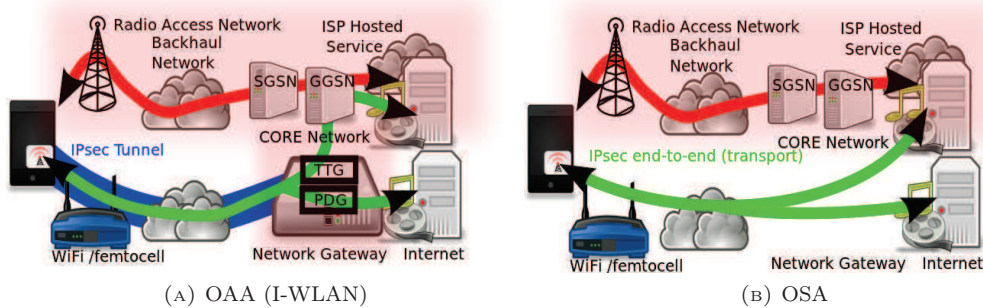 Radio Access Network
Backhaul
Network
ISP Hosted
Service
SGSN
GGSN
CORE Network
IPsec Tunnel
TTG
PDG
WiFi /femtocell
Network Gateway
Internet
(A) OAA (I-WLAN)
Radio Access Network
Backhaul
Network
ISP Hosted
Service
SGSN
GGSN
CORE Network
IPsec end-to-end (transport)
WiFi /femtocell
Network Gateway
Internet
(B) OSA